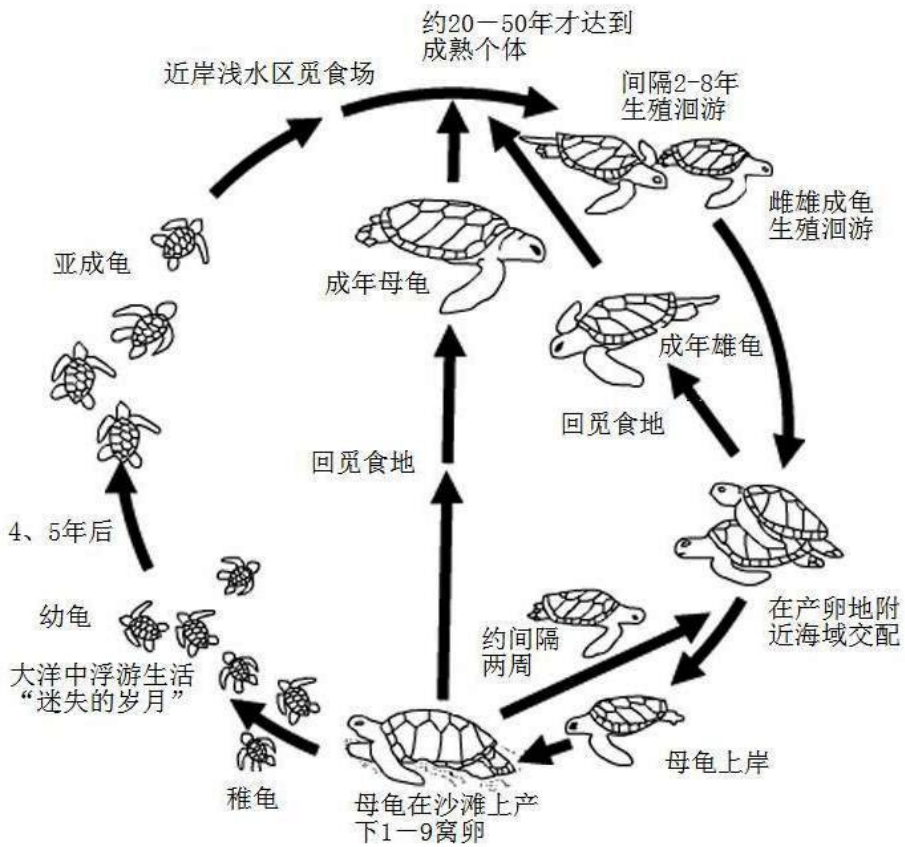 约20－50年才达到
成熟个体
近岸浅水区觅食场
间隔2-8年
生殖洄游
雌雄成龟
生殖洄游
亚成龟
成年母龟
成年雄龟
回觅食地
回觅食地
4、5年后
幼龟
大洋中浮游生活
“迷失的岁月”
约间隔
两周
在产卵地附
近海域交配
母龟上岸
稚龟
母龟在沙滩上产
下1－9窝卵